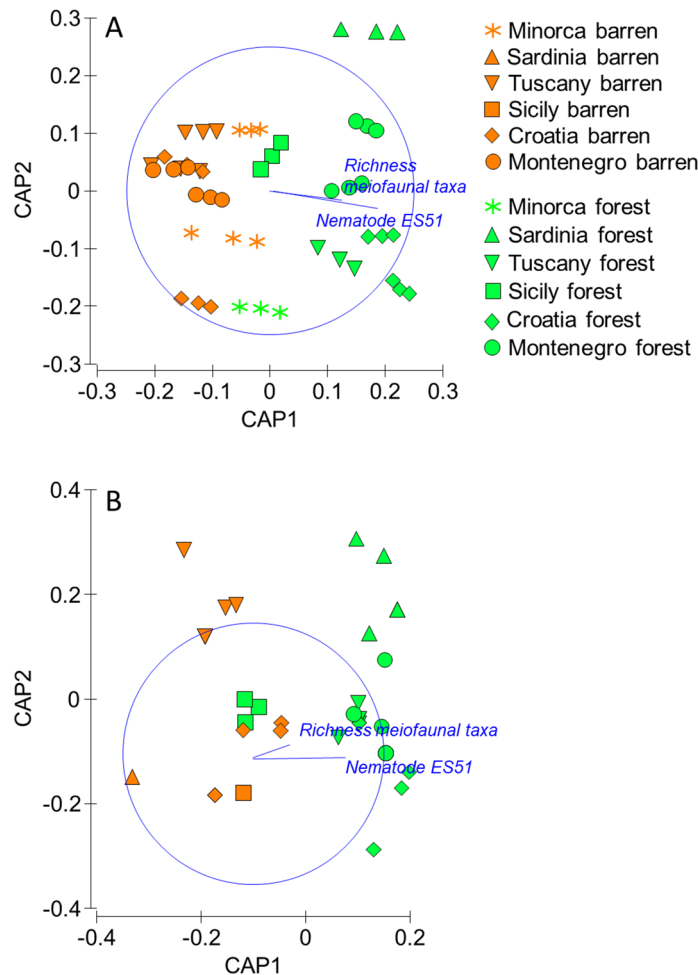 A
CAP2
0.3
0.2
0.1
0
-0.1
-0.2
-0.3
Richness
meiofaunal taxa
Nematode ES51
-0.3
-0.2
-0.1
0
0.1
0.2
0.3
CAP1
Minorca barren
Sardinia barren
Tuscany barren
Sicily barren
Croatia barren
Montenegro barren
Minorca forest
Sardinia forest
Tuscany forest
Sicily forest
Croatia forest
Montenegro forest
B
CAP2
0.4
0.2
0
-0.2
-0.4
Richness meiofaunal taxa
Nematode ES51
-0.4
-0.2
0
0.2
CAP1